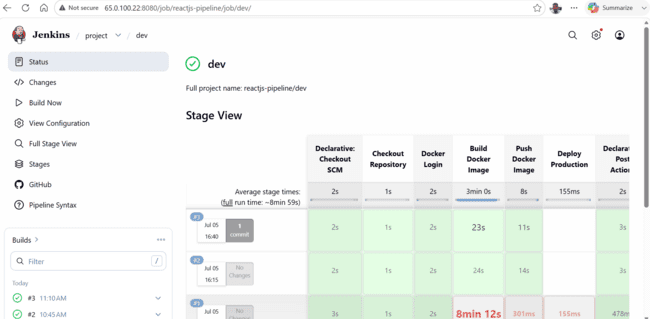 Not secure 65.0.100.22:8080/job/reactjs-pipeline/job/dev/
Summarize
Jenkins / project / dev
Status
Changes
Build Now
View Configuration
Full Stage View
Stages
GitHub
Pipeline Syntax
Builds
Filter /
Today
#3 11:10 AM
#2 10:45 AM
dev
Full project name: reactjs-pipeline/dev
Stage View
Declarative: Checkout SCM
Checkout Repository
Docker Login
Build Docker Image
Push Docker Image
Deploy Production
Declara
Post
Action
Average stage times:
(full run time: ~8min 59s)
2s 1s 2s 3min 0s 8s 155ms 2s
#3
Jul 05
16:40
1
commit
2s 1s 2s 23s 11s 3s
#2
Jul 05
16:15
No
Changes
2s 1s 2s 24s 14s 3s
Jul 05
No
Changes
3s 1s 2s 8min 12s 301ms 155ms 478m